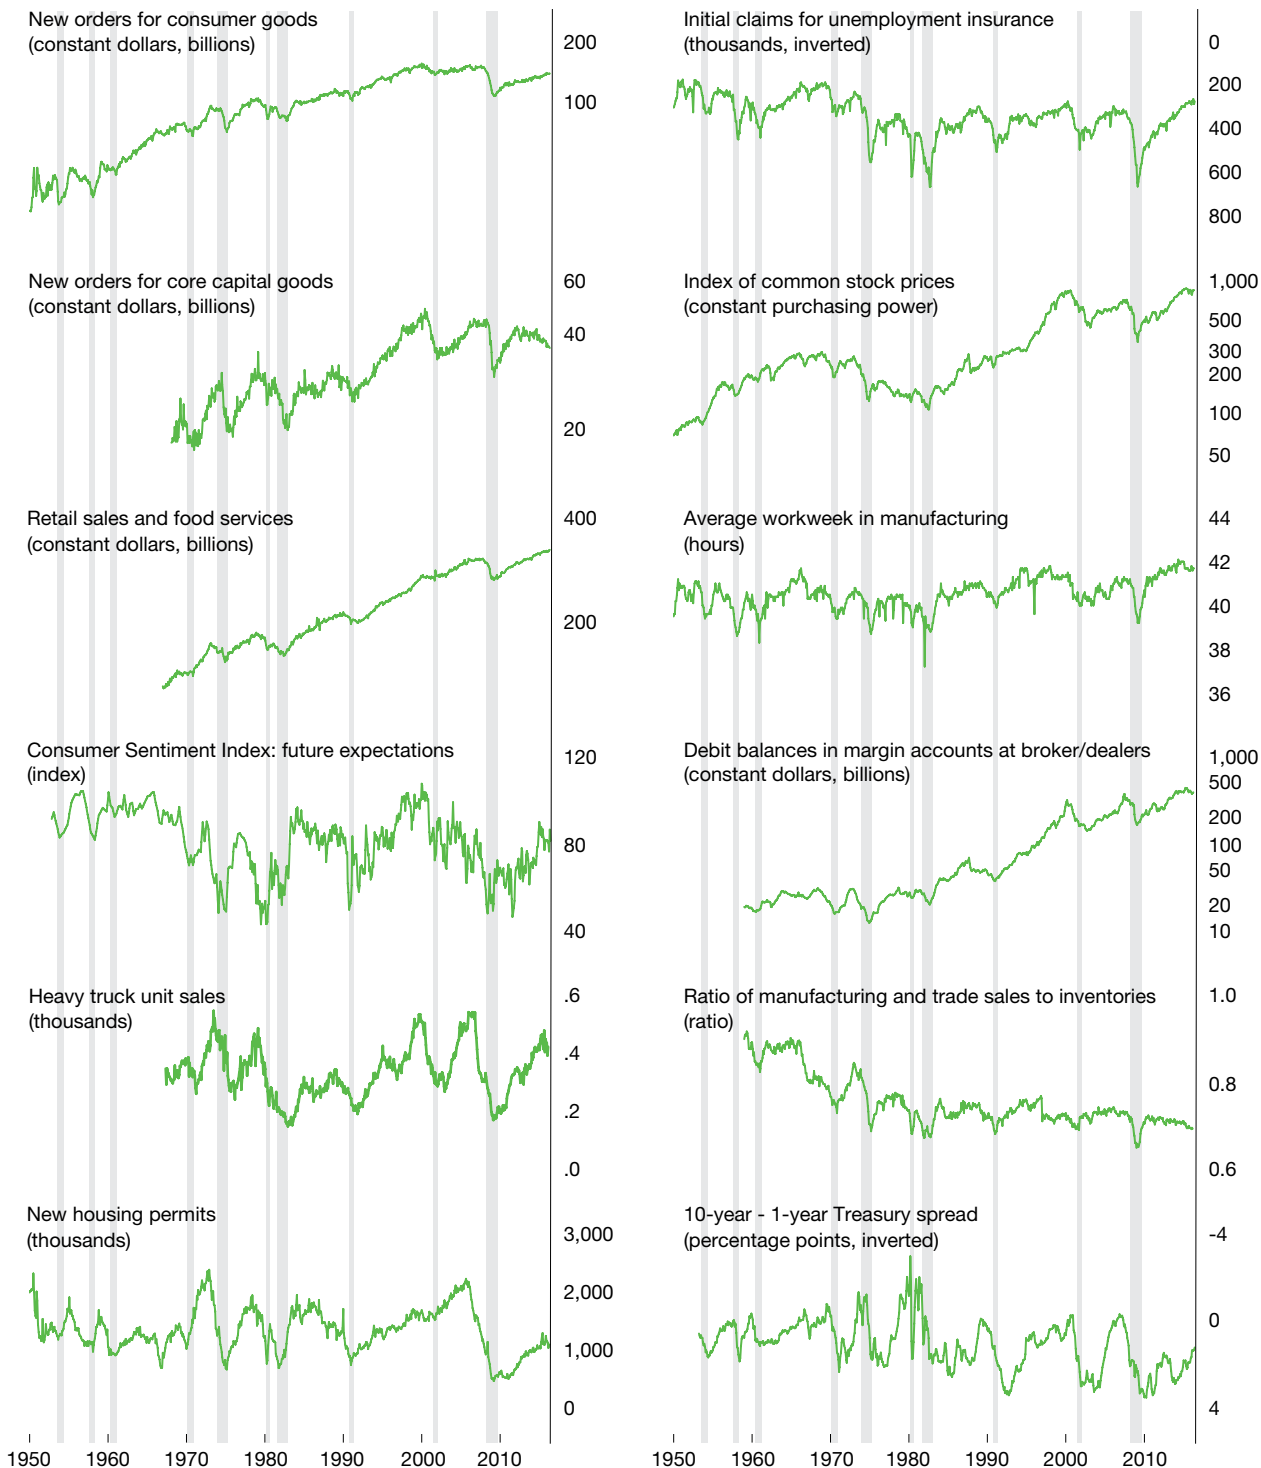 New orders for consumer goods
(constant dollars, billions)
200
100
New orders for core capital goods
(constant dollars, billions)
60
40
20
Retail sales and food services
(constant dollars, billions)
400
200
Consumer Sentiment Index: future expectations
(index)
120
80
40
Heavy truck unit sales
(thousands)
.6
.4
.2
.0
New housing permits
(thousands)
3,000
2,000
1,000
0
1950 1960 1970 1980 1990 2000 2010
Initial claims for unemployment insurance
(thousands, inverted)
0
200
400
600
800
Index of common stock prices
(constant purchasing power)
1,000
500
300
200
100
50
Average workweek in manufacturing
(hours)
44
42
40
38
36
Debit balances in margin accounts at broker/dealers
(constant dollars, billions)
1,000
500
200
100
50
20
10
Ratio of manufacturing and trade sales to inventories
(ratio)
1.0
0.8
0.6
10-year - 1-year Treasury spread
(percentage points, inverted)
-4
0
4
1950 1960 1970 1980 1990 2000 2010